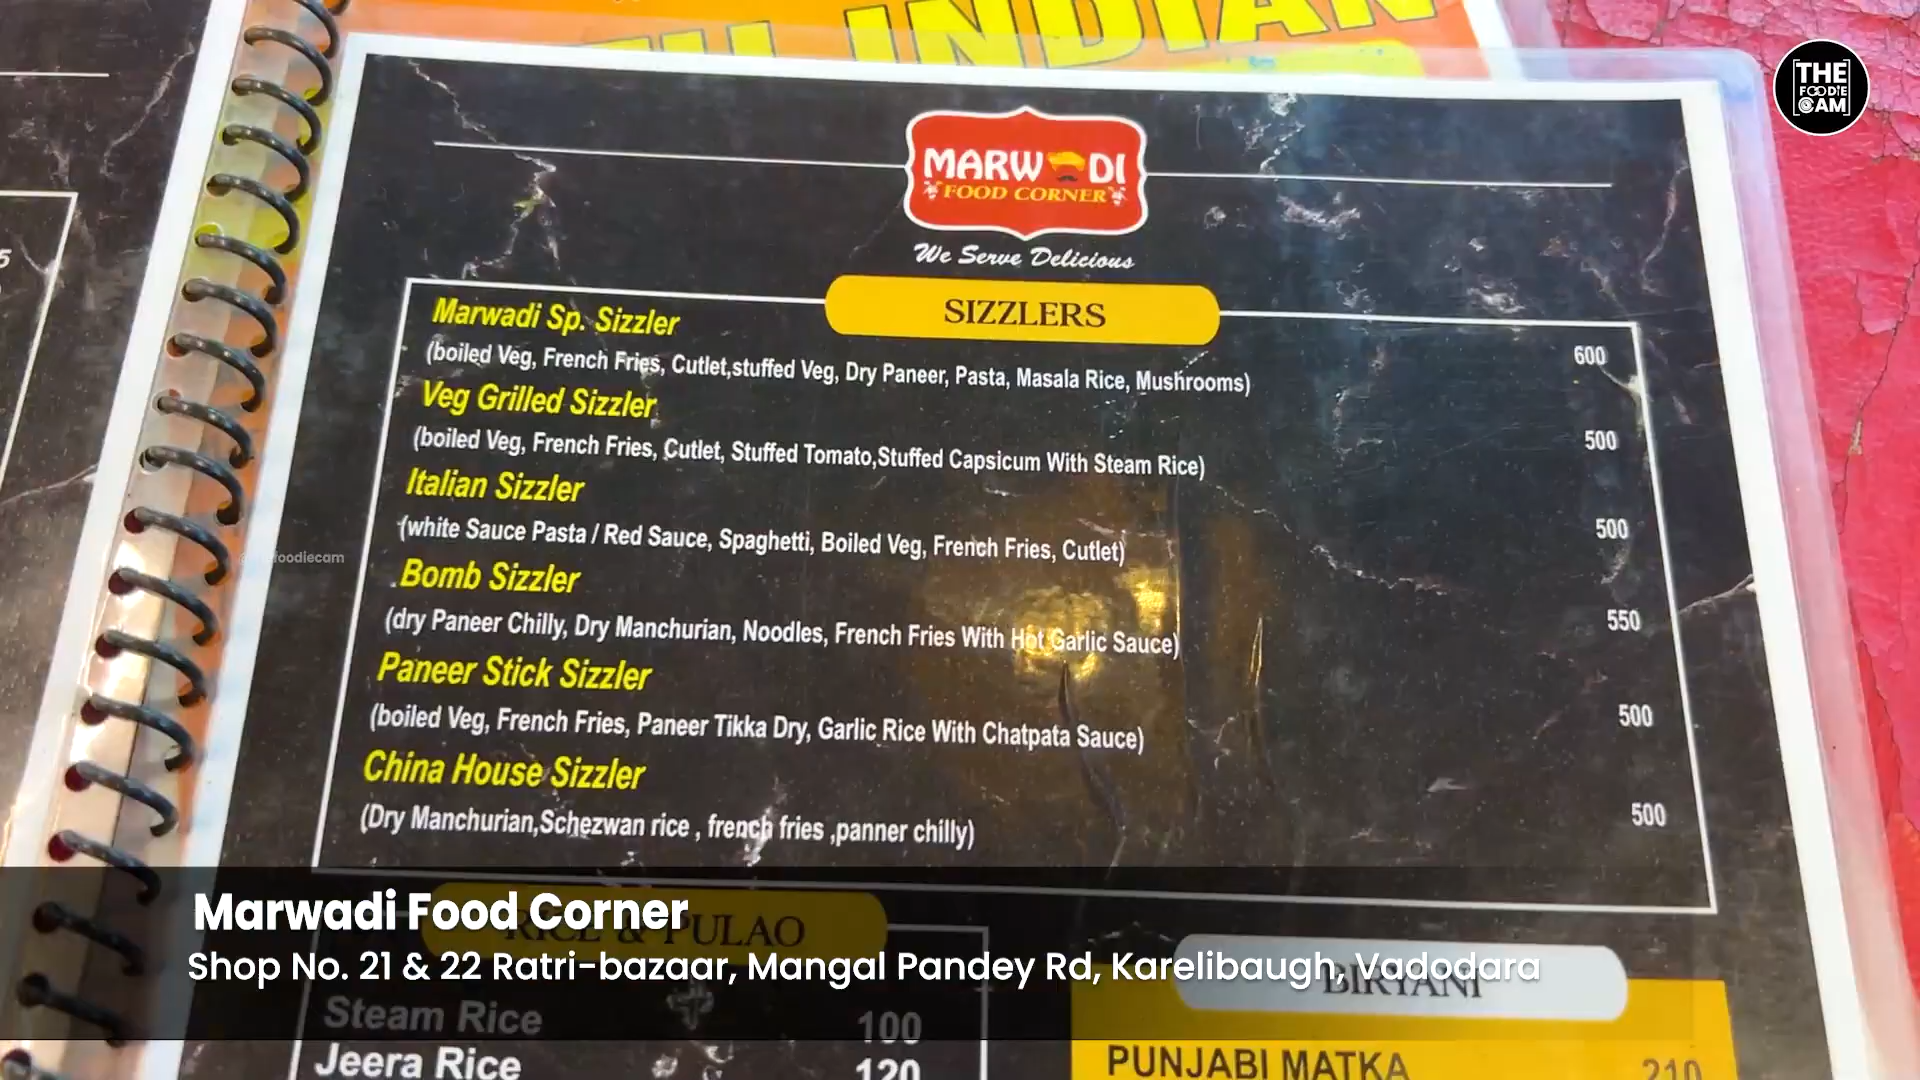 TH INDIAN
THE
FOODIE
CAM
MARWADI
FOOD CORNER
We Serve Delicious
SIZZLERS
Marwadi Sp. Sizzler
600
(boiled Veg, French Fries, Cutlet,stuffed Veg, Dry Paneer, Pasta, Masala Rice, Mushrooms)
Veg Grilled Sizzler
500
(boiled Veg, French Fries, Cutlet, Stuffed Tomato,Stuffed Capsicum With Steam Rice)
Italian Sizzler
500
(white Sauce Pasta / Red Sauce, Spaghetti, Boiled Veg, French Fries, Cutlet)
Bomb Sizzler
550
(dry Paneer Chilly, Dry Manchurian, Noodles, French Fries With Hot Garlic Sauce)
Paneer Stick Sizzler
500
(boiled Veg, French Fries, Paneer Tikka Dry, Garlic Rice With Chatpata Sauce)
China House Sizzler
500
(Dry Manchurian,Schezwan rice , french fries ,panner chilly)
Marwadi Food Corner
Shop No. 21 & 22 Ratri-bazaar, Mangal Pandey Rd, Karelibaugh, Vadodara
RICE & PULAO
Steam Rice 100
Jeera Rice 120
BIRYANI
PUNJABI MATKA 210